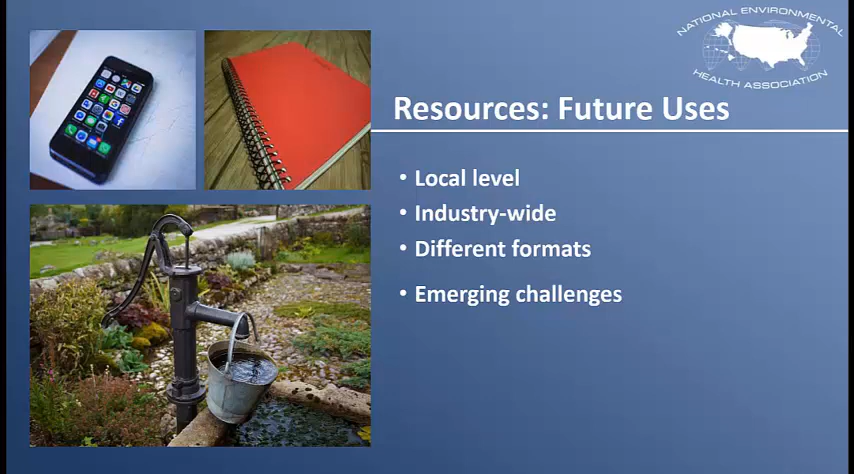 NATIONAL ENVIRONMENTAL
HEALTH ASSOCIATION
Resources: Future Uses
• Local level
• Industry-wide
• Different formats
• Emerging challenges